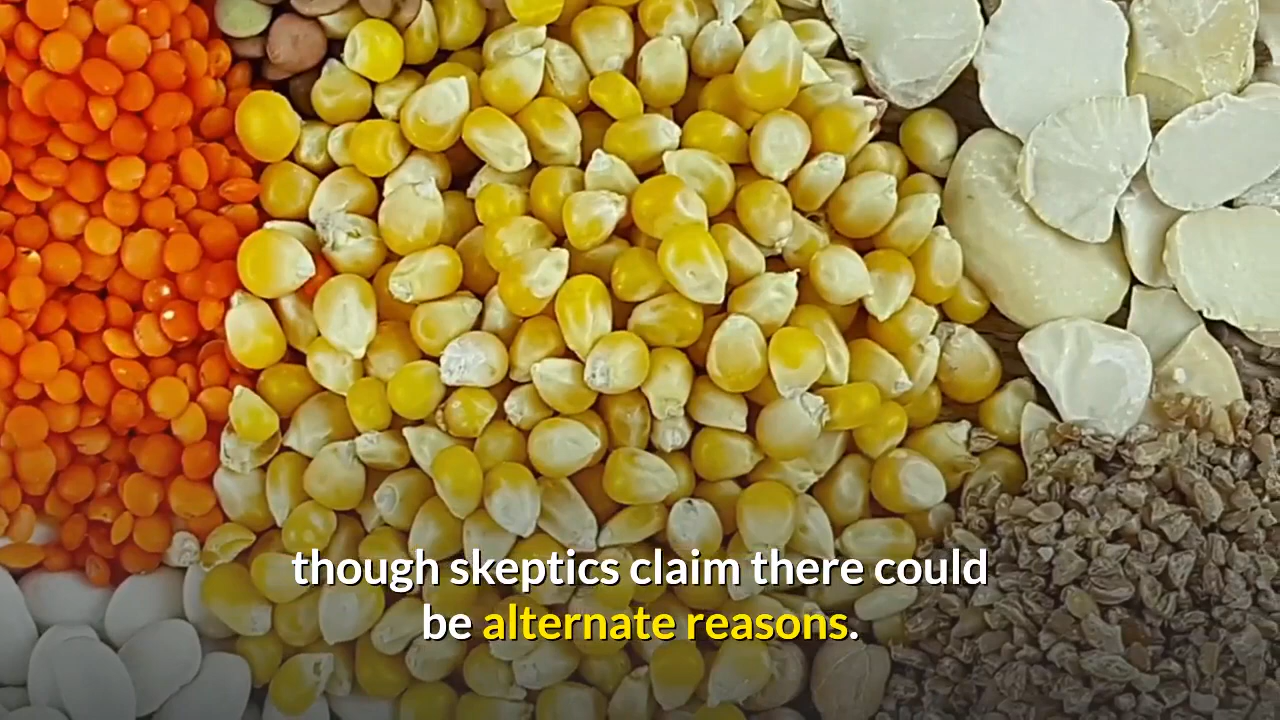 though skeptics claim there could
be alternate reasons.